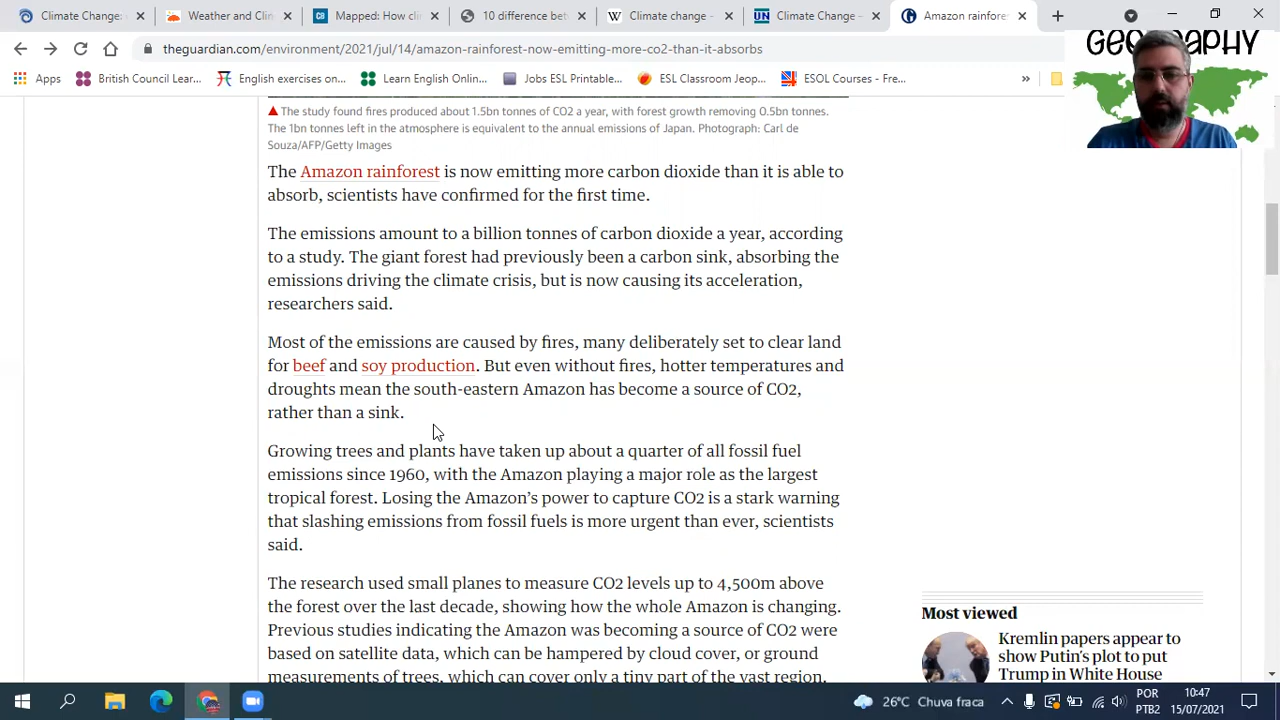 Climate Change:
Weather and Clim
Mapped: How cli
10 difference bet
Climate change -
Climate Change –
Amazon rainfores
theguardian.com/environment/2021/jul/14/amazon-rainforest-now-emitting-more-co2-than-it-absorbs
GEOGRAPHY
Apps
British Council Lear...
English exercises on...
Learn English Online...
Jobs ESL Printable...
ESL Classroom Jeop...
ESOL Courses - Fre...
»
The study found fires produced about 1.5bn tonnes of CO2 a year, with forest growth removing 0.5bn tonnes.
The 1bn tonnes left in the atmosphere is equivalent to the annual emissions of Japan. Photograph: Carl de
Souza/AFP/Getty Images
The Amazon rainforest is now emitting more carbon dioxide than it is able to
absorb, scientists have confirmed for the first time.
The emissions amount to a billion tonnes of carbon dioxide a year, according
to a study. The giant forest had previously been a carbon sink, absorbing the
emissions driving the climate crisis, but is now causing its acceleration,
researchers said.
Most of the emissions are caused by fires, many deliberately set to clear land
for beef and soy production. But even without fires, hotter temperatures and
droughts mean the south-eastern Amazon has become a source of CO2,
rather than a sink.
Growing trees and plants have taken up about a quarter of all fossil fuel
emissions since 1960, with the Amazon playing a major role as the largest
tropical forest. Losing the Amazon's power to capture CO2 is a stark warning
that slashing emissions from fossil fuels is more urgent than ever, scientists
said.
The research used small planes to measure CO2 levels up to 4,500m above
the forest over the last decade, showing how the whole Amazon is changing.
Previous studies indicating the Amazon was becoming a source of CO2 were
based on satellite data, which can be hampered by cloud cover, or ground
measurements of trees, which can cover only a tiny part of the vast region.
Most viewed
Kremlin papers appear to
show Putin's plot to put
Trump in White House
26°C Chuva fraca
POR
PTB2
10:47
15/07/2021